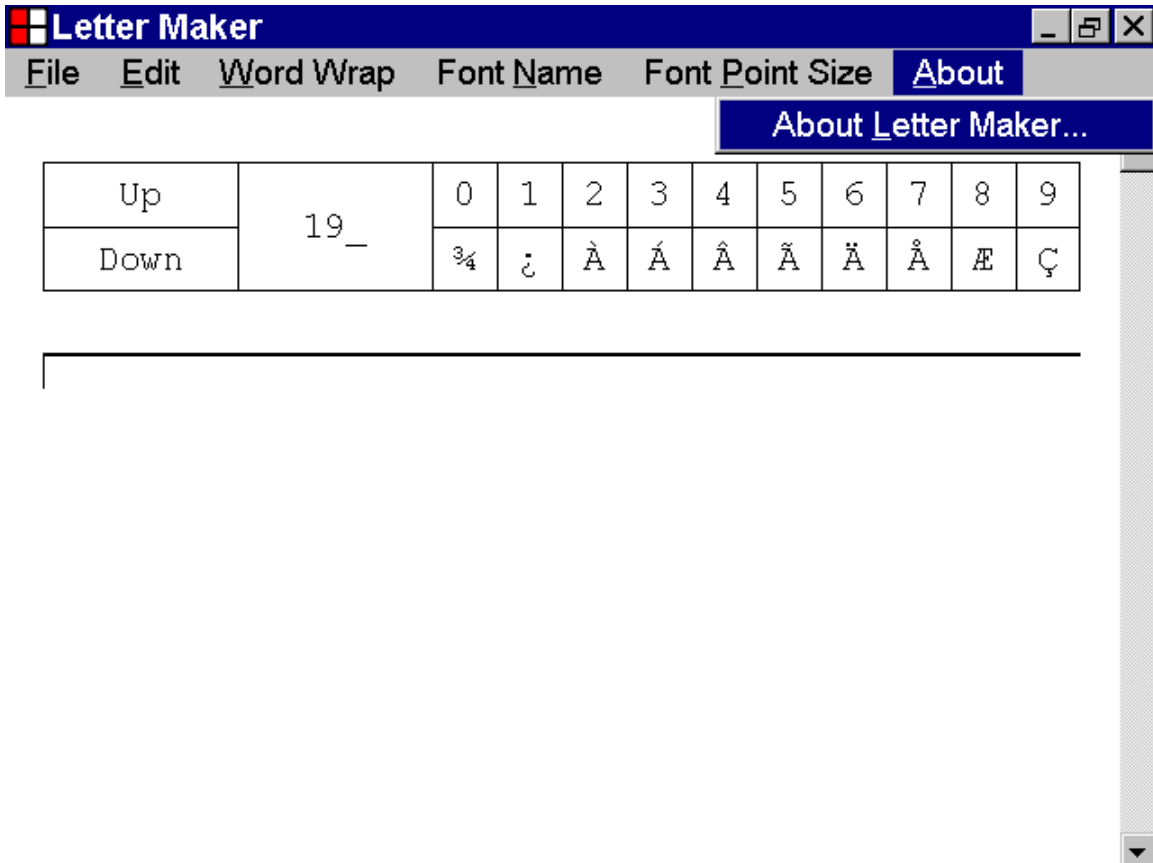 Letter Maker
File Edit Word Wrap Font Name Font Point Size About
About Letter Maker...
Up 19_ 0 1 2 3 4 5 6 7 8 9
Down ¾ ¿ À Á Â Ã Ä Å Æ Ç